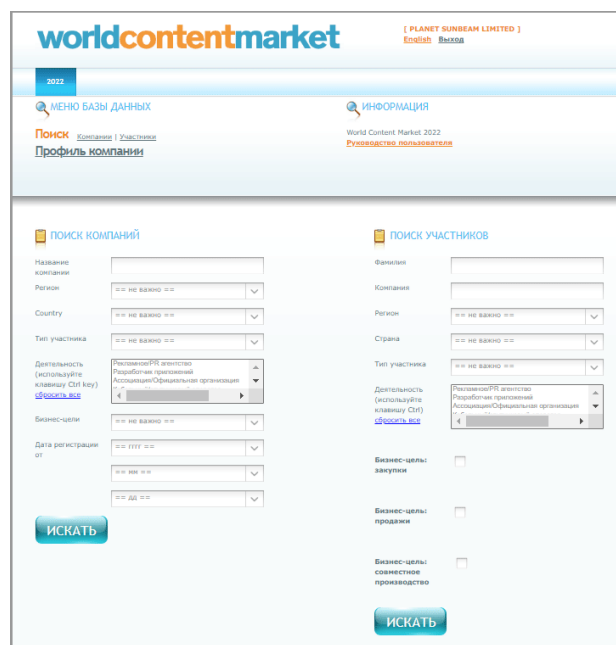 worldcontentmarket
[ PLANET SUNBEAM LIMITED ]
English Выход
2022
МЕНЮ БАЗЫ ДАННЫХ
Поиск Компании | Участники
Профиль компании
ИНФОРМАЦИЯ
World Content Market 2022
Руководство пользователя
ПОИСК КОМПАНИЙ
Название
компании
Регион
== не важно ==
Country
== не важно ==
Тип участника
== не важно ==
Деятельность
(используйте
клавишу Ctrl key)
сбросить все
Рекламное/PR агентство
Разработчик приложений
Ассоциация/Официальная организация
Бизнес-цели
== не важно ==
Дата регистрации
от
== гггг ==
== мм ==
== дд ==
ИСКАТЬ
ПОИСК УЧАСТНИКОВ
Фамилия
Компания
Регион
== не важно ==
Страна
== не важно ==
Тип участника
== не важно ==
Деятельность
(используйте
клавишу Ctrl)
сбросить все
Рекламное/PR агентство
Разработчик приложений
Ассоциация/Официальная организация
Бизнес-цель:
закупки
Бизнес-цель:
продажи
Бизнес-цель:
совместное
производство
ИСКАТЬ